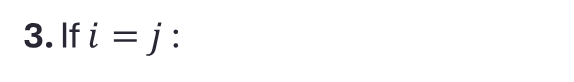 3. If i = j :